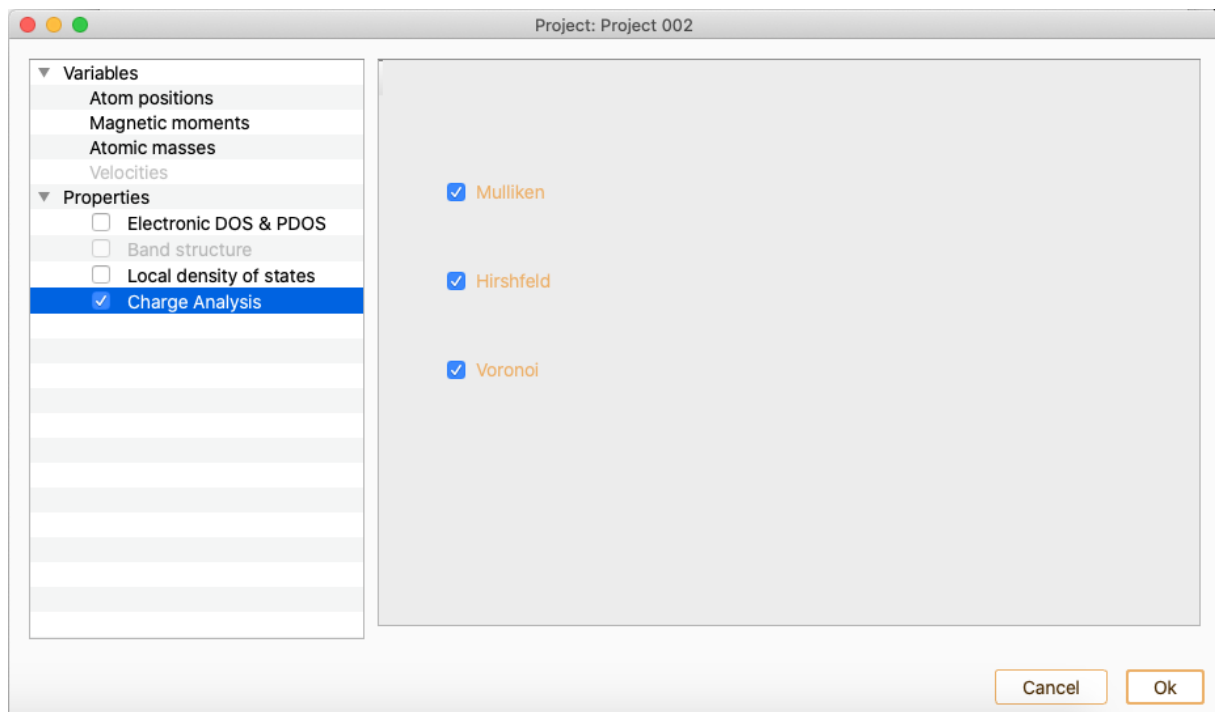 Project: Project 002
Variables
Atom positions
Magnetic moments
Atomic masses
Velocities
Properties
Electronic DOS & PDOS
Band structure
Local density of states
Charge Analysis
Mulliken
Hirshfeld
Voronoi
Cancel
Ok